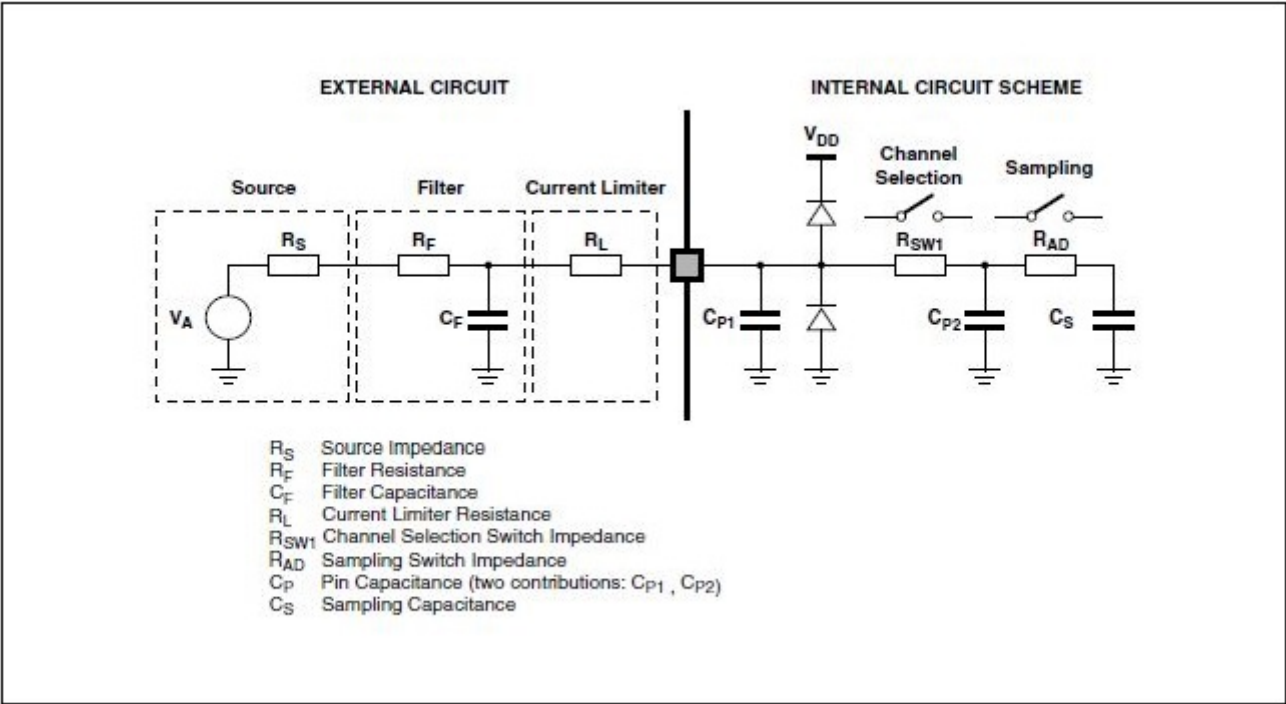 EXTERNAL CIRCUIT
INTERNAL CIRCUIT SCHEME
VDD
Channel
Selection
Sampling
Source
Filter
Current Limiter
RS
RF
RL
RSW1
RAD
VA
CF
CP1
CP2
CS
RS Source Impedance
RF Filter Resistance
CF Filter Capacitance
RL Current Limiter Resistance
RSW1 Channel Selection Switch Impedance
RAD Sampling Switch Impedance
CP Pin Capacitance (two contributions: CP1 , CP2)
CS Sampling Capacitance